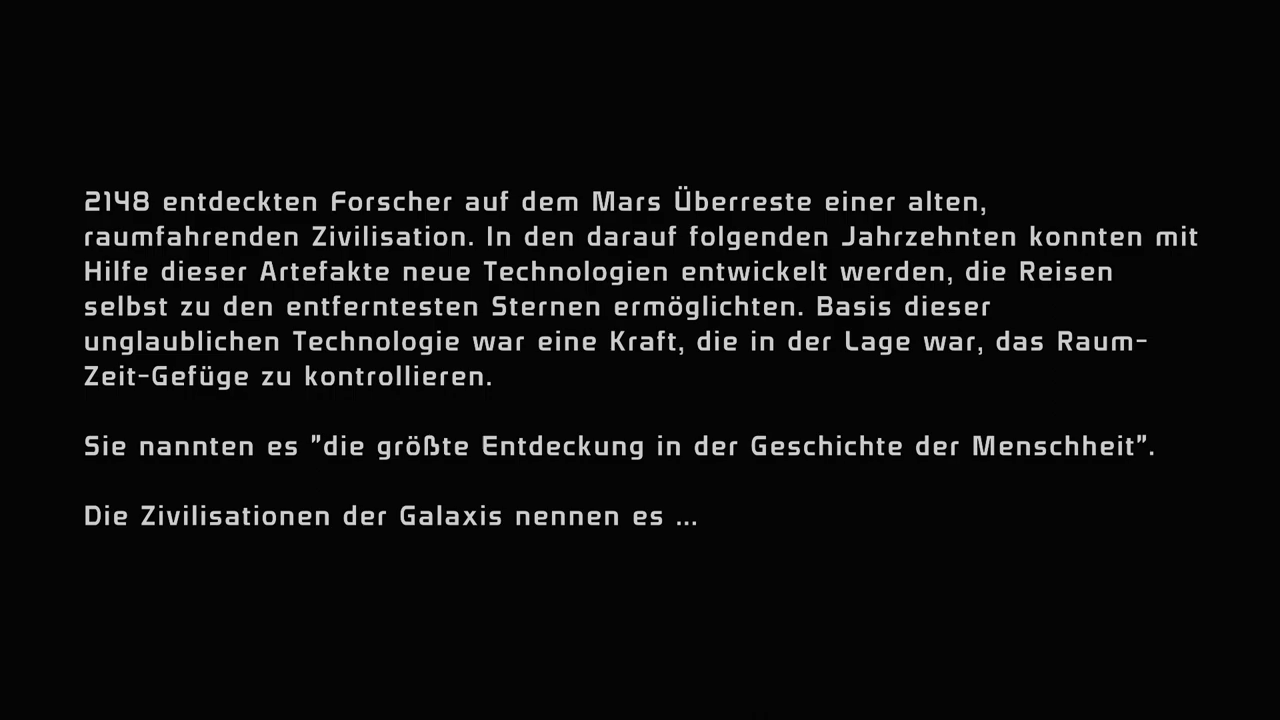 2148 entdeckten Forscher auf dem Mars Überreste einer alten,
raumfahrenden Zivilisation. In den darauf folgenden Jahrzehnten konnten mit
Hilfe dieser Artefakte neue Technologien entwickelt werden, die Reisen
selbst zu den entferntesten Sternen ermöglichten. Basis dieser
unglaublichen Technologie war eine Kraft, die in der Lage war, das Raum-
Zeit-Gefüge zu kontrollieren.
Sie nannten es "die größte Entdeckung in der Geschichte der Menschheit".
Die Zivilisationen der Galaxis nennen es ...